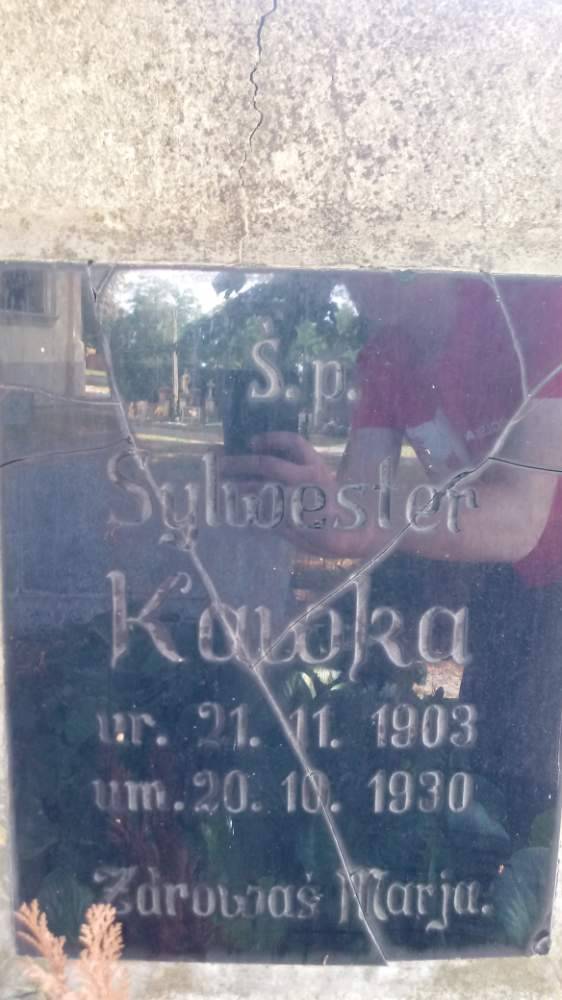 Ś.p.
Sylwester
Kawka
ur. 21. 11. 1903
um. 20. 10. 1930
Zdrowaś Marja.